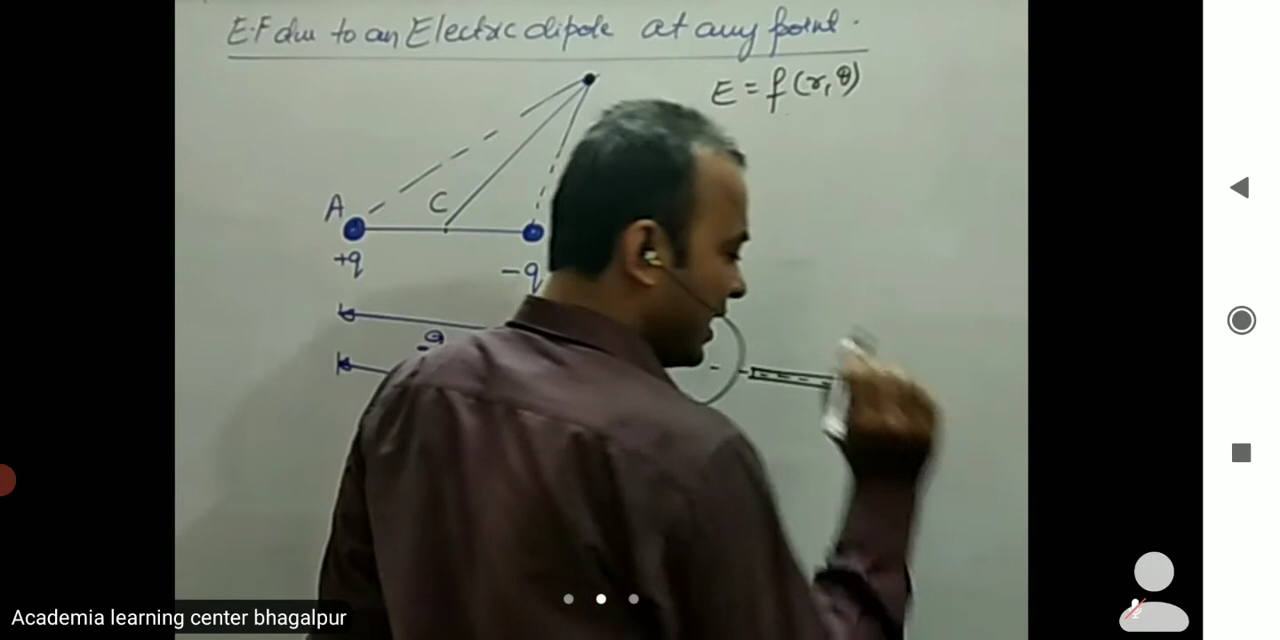 E.F due to an Electric dipole at any point.
E = f(r, θ)
A
C
+q
-q
Academia learning center bhagalpur